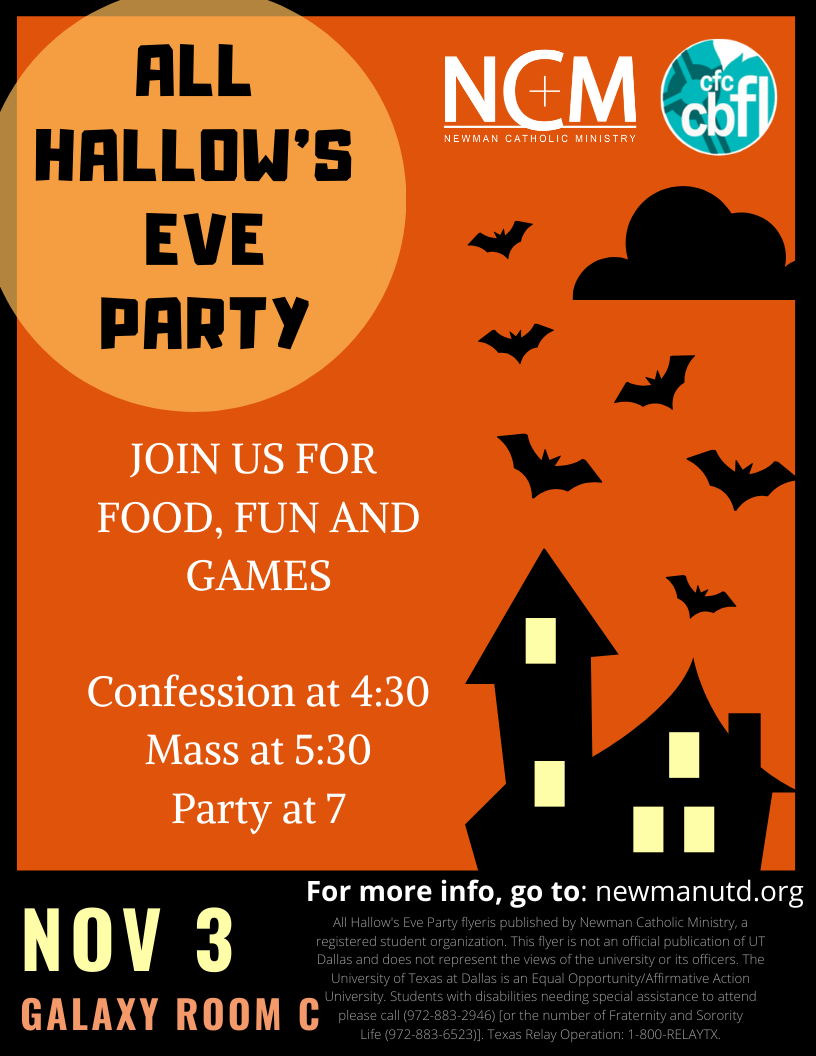 ALL
HALLOW'S
EVE
PARTY
NCM
NEWMAN CATHOLIC MINISTRY
cfc
cbfl
JOIN US FOR
FOOD, FUN AND
GAMES
Confession at 4:30
Mass at 5:30
Party at 7
For more info, go to: newmanutd.org
NOV 3
GALAXY ROOM C
All Hallow's Eve Party flyeris published by Newman Catholic Ministry, a
registered student organization. This flyer is not an official publication of UT
Dallas and does not represent the views of the university or its officers. The
University of Texas at Dallas is an Equal Opportunity/Affirmative Action
University. Students with disabilities needing special assistance to attend
please call (972-883-2946) [or the number of Fraternity and Sorority
Life (972-883-6523)]. Texas Relay Operation: 1-800-RELAYTX.